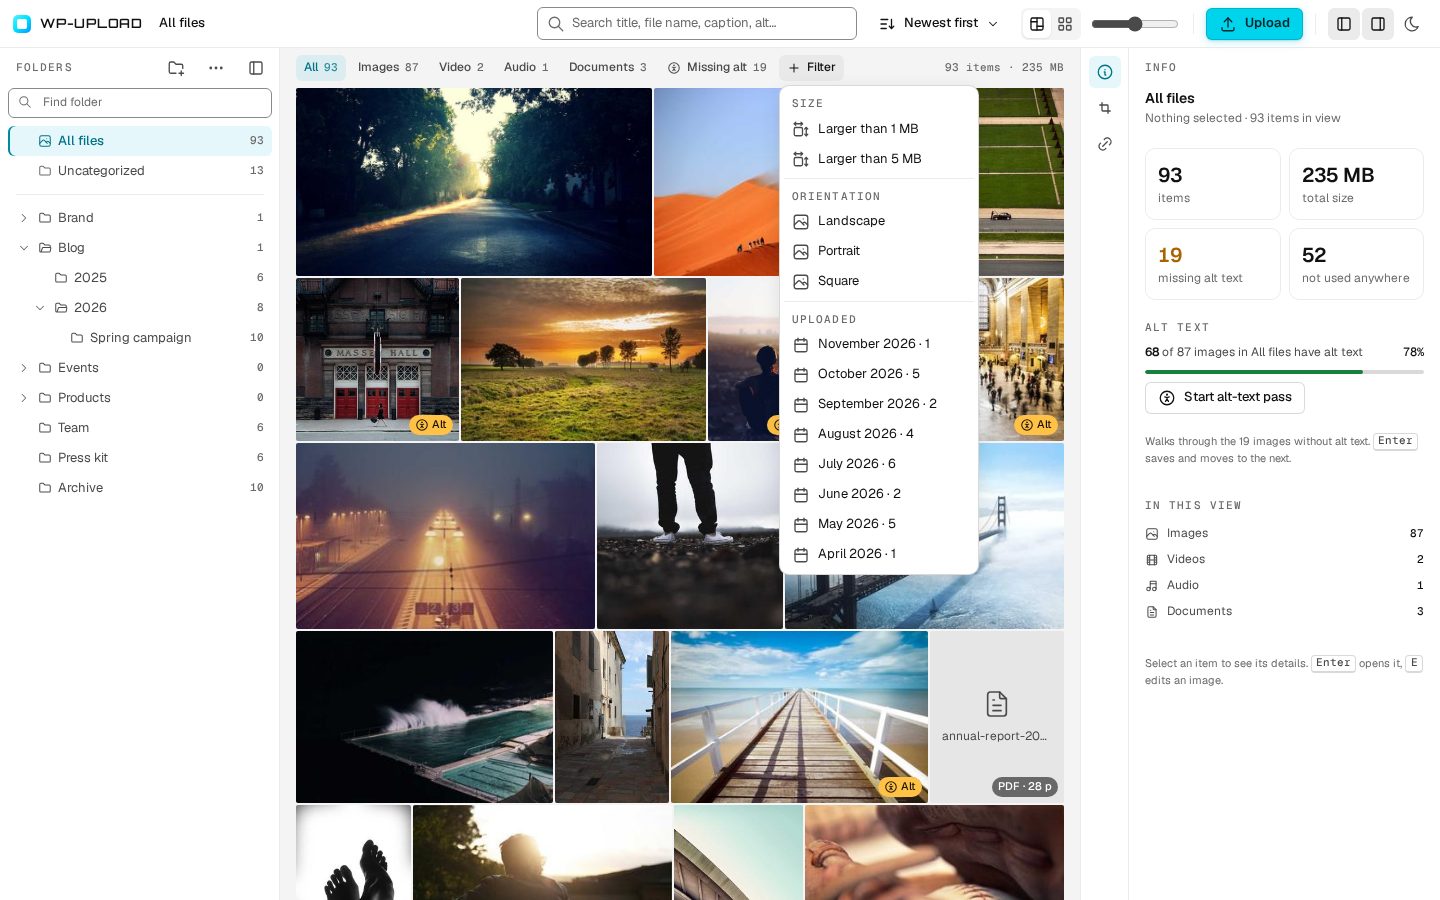 WP-UPLOAD All files
Search title, file name, caption, alt...
Newest first
Upload
FOLDERS
Find folder
All files 93
Uncategorized 13
Brand 1
Blog 1
2025 6
2026 8
Spring campaign 10
Events 0
Products 0
Team 6
Press kit 6
Archive 10
All 93 Images 87 Video 2 Audio 1 Documents 3 Missing alt 19 Filter 93 items · 235 MB
SIZE
Larger than 1 MB
Larger than 5 MB
ORIENTATION
Landscape
Portrait
Square
UPLOADED
November 2026 · 1
October 2026 · 5
September 2026 · 2
August 2026 · 4
July 2026 · 6
June 2026 · 2
May 2026 · 5
April 2026 · 1
MASSEY HALL
Alt
Alt
annual-report-20...
Alt
PDF · 28 p
INFO
All files
Nothing selected · 93 items in view
93
items
235 MB
total size
19
missing alt text
52
not used anywhere
ALT TEXT
68 of 87 images in All files have alt text 78%
Start alt-text pass
Walks through the 19 images without alt text. Enter
saves and moves to the next.
IN THIS VIEW
Images 87
Videos 2
Audio 1
Documents 3
Select an item to see its details. Enter opens it, E
edits an image.